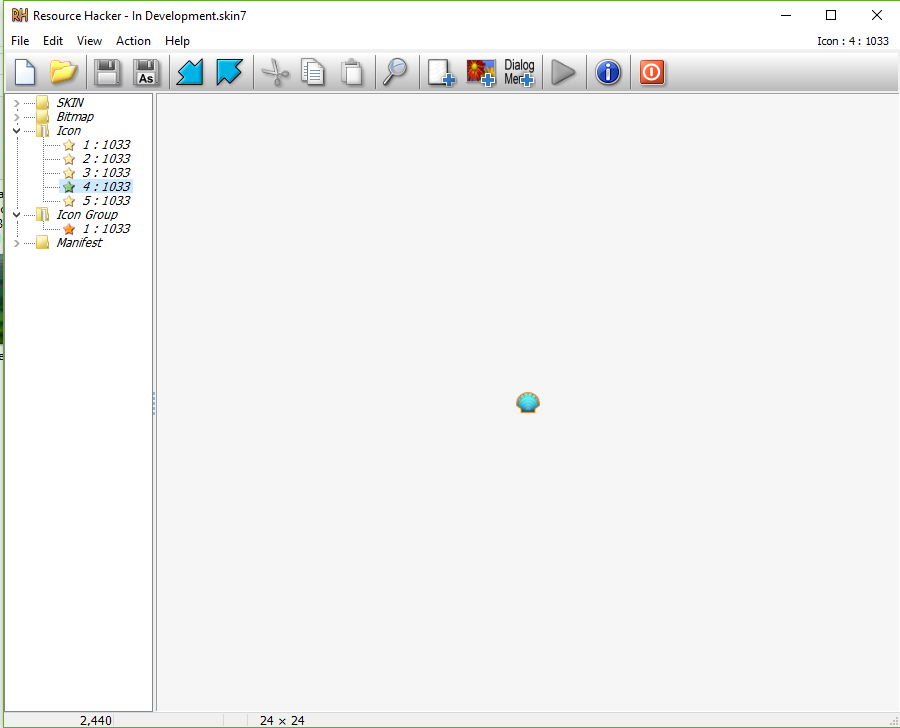 RH Resource Hacker - In Development.skin7
File Edit View Action Help Icon : 4 : 1033
As Dialog
Men
SKIN
Bitmap
Icon
1 : 1033
2 : 1033
3 : 1033
4 : 1033
5 : 1033
Icon Group
1 : 1033
Manifest
2,440 24 × 24